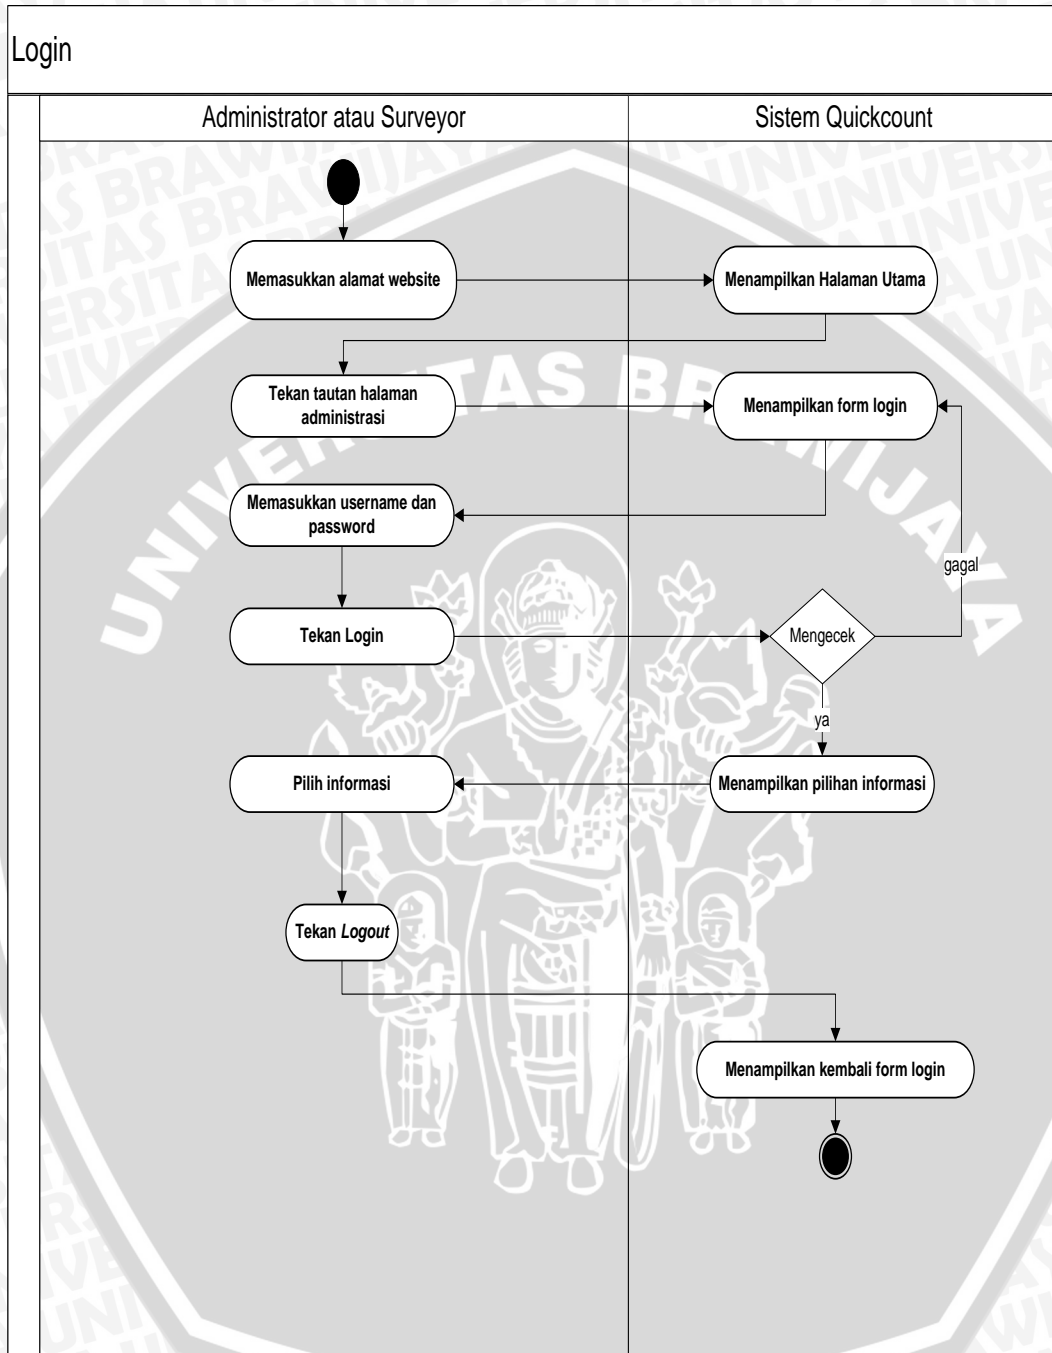 Login
Administrator atau Surveyor
Sistem Quickcount
Memasukkan alamat website
Menampilkan Halaman Utama
Tekan tautan halaman
administrasi
Menampilkan form login
Memasukkan username dan
password
gagal
Tekan Login
Mengecek
ya
Pilih informasi
Menampilkan pilihan informasi
Tekan Logout
Menampilkan kembali form login
UNIVERSITAS BRAWIJAYA